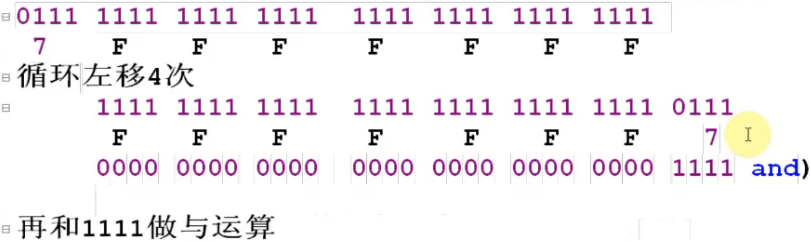 0111 1111 1111 1111 1111 1111 1111 1111
7 F F F F F F F
循环左移4次
1111 1111 1111 1111 1111 1111 1111 0111
F F F F F F F 7
0000 0000 0000 0000 0000 0000 0000 1111 and)
再和1111做与运算